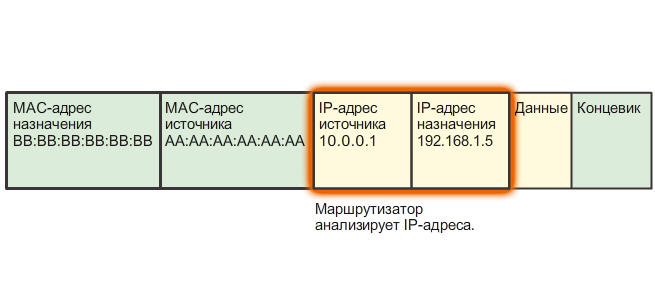 MAC-адрес
назначения
BB:BB:BB:BB:BB:BB
MAC-адрес
источника
AA:AA:AA:AA:AA:AA
IP-адрес
источника
10.0.0.1
IP-адрес
назначения
192.168.1.5
Данные
Концевик
Маршрутизатор
анализирует IP-адреса.